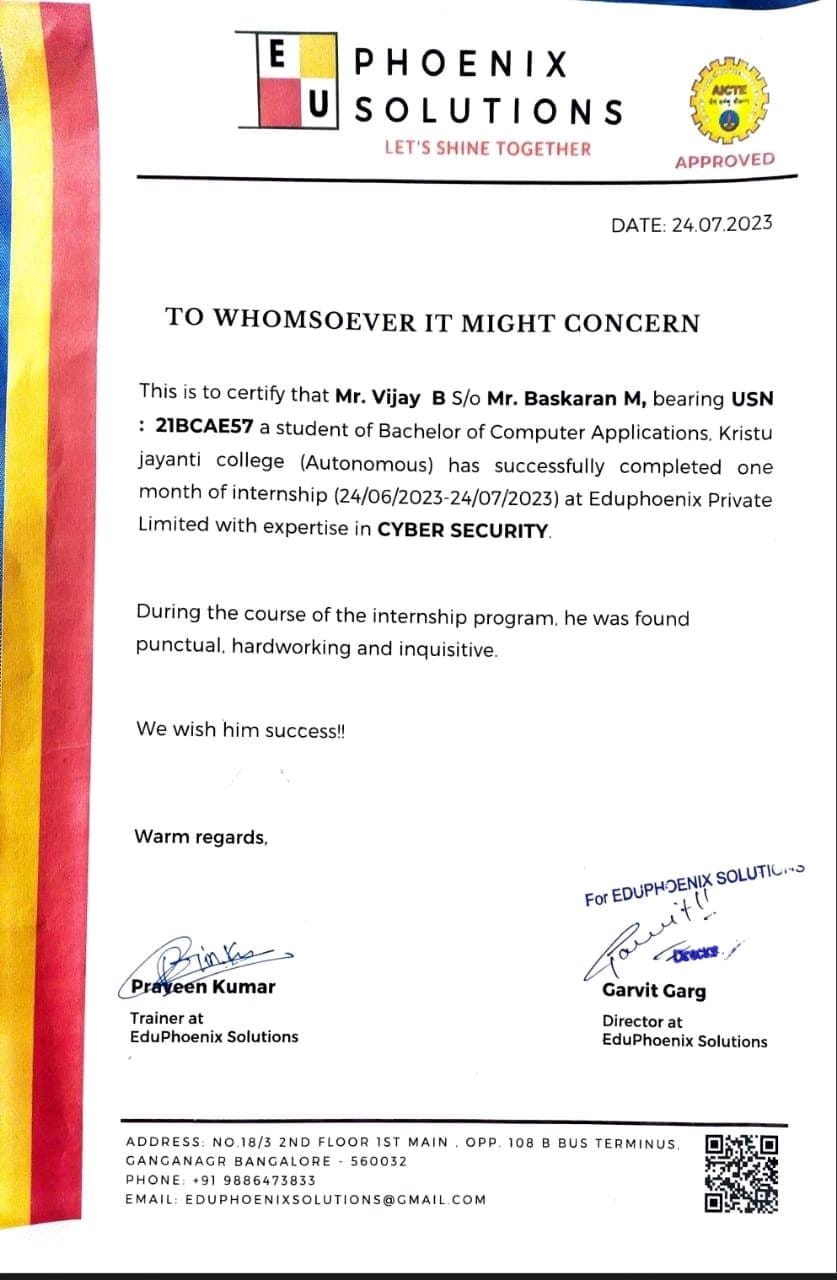 E PHOENIX
U SOLUTIONS
LET'S SHINE TOGETHER
AICTE
APPROVED
DATE: 24.07.2023
TO WHOMSOEVER IT MIGHT CONCERN
This is to certify that Mr. Vijay B S/o Mr. Baskaran M, bearing USN
: 21BCAE57 a student of Bachelor of Computer Applications, Kristu
jayanti college (Autonomous) has successfully completed one
month of internship (24/06/2023-24/07/2023) at Eduphoenix Private
Limited with expertise in CYBER SECURITY.
During the course of the internship program, he was found
punctual, hardworking and inquisitive.
We wish him success!!
Warm regards,
For EDUPHOENIX SOLUTIONS
Director
Praveen Kumar
Trainer at
EduPhoenix Solutions
Garvit Garg
Director at
EduPhoenix Solutions
ADDRESS: NO.18/3 2ND FLOOR 1ST MAIN , OPP. 108 B BUS TERMINUS,
GANGANAGR BANGALORE - 560032
PHONE: +91 9886473833
EMAIL: EDUPHOENIXSOLUTIONS@GMAIL.COM